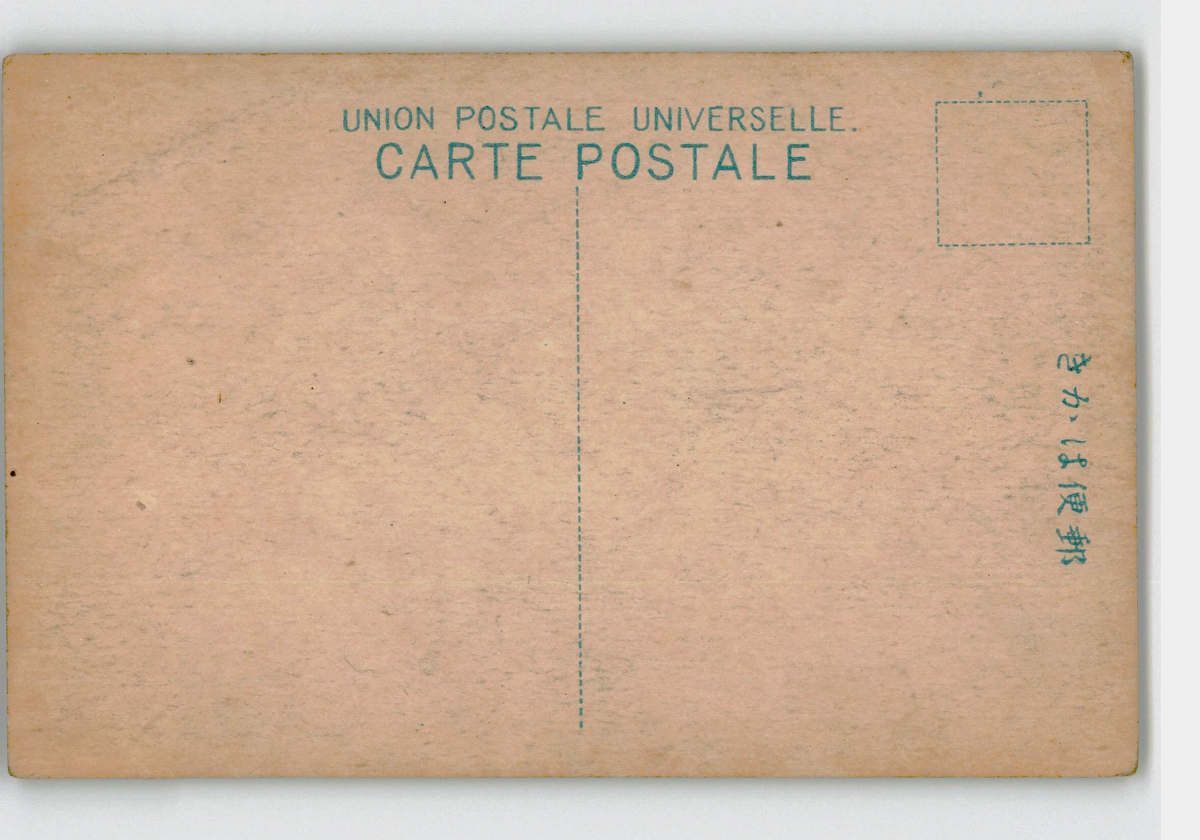 UNION POSTALE UNIVERSELLE.
CARTE POSTALE
郵便はかき